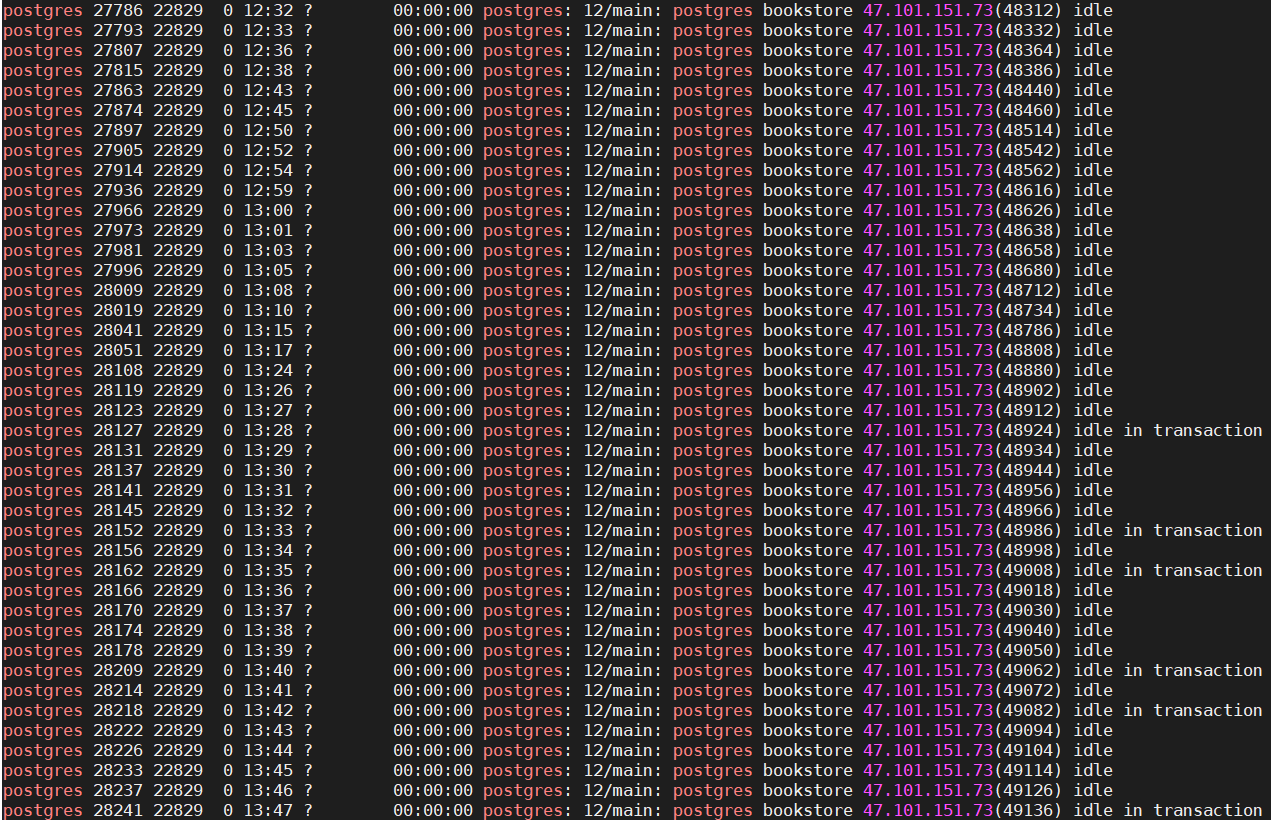 postgres 27786 22829  0 12:32 ?        00:00:00 postgres: 12/main: postgres bookstore 47.101.151.73(48312) idle
postgres 27793 22829  0 12:33 ?        00:00:00 postgres: 12/main: postgres bookstore 47.101.151.73(48332) idle
postgres 27807 22829  0 12:36 ?        00:00:00 postgres: 12/main: postgres bookstore 47.101.151.73(48364) idle
postgres 27815 22829  0 12:38 ?        00:00:00 postgres: 12/main: postgres bookstore 47.101.151.73(48386) idle
postgres 27863 22829  0 12:43 ?        00:00:00 postgres: 12/main: postgres bookstore 47.101.151.73(48440) idle
postgres 27874 22829  0 12:45 ?        00:00:00 postgres: 12/main: postgres bookstore 47.101.151.73(48460) idle
postgres 27897 22829  0 12:50 ?        00:00:00 postgres: 12/main: postgres bookstore 47.101.151.73(48514) idle
postgres 27905 22829  0 12:52 ?        00:00:00 postgres: 12/main: postgres bookstore 47.101.151.73(48542) idle
postgres 27914 22829  0 12:54 ?        00:00:00 postgres: 12/main: postgres bookstore 47.101.151.73(48562) idle
postgres 27936 22829  0 12:59 ?        00:00:00 postgres: 12/main: postgres bookstore 47.101.151.73(48616) idle
postgres 27966 22829  0 13:00 ?        00:00:00 postgres: 12/main: postgres bookstore 47.101.151.73(48626) idle
postgres 27973 22829  0 13:01 ?        00:00:00 postgres: 12/main: postgres bookstore 47.101.151.73(48638) idle
postgres 27981 22829  0 13:03 ?        00:00:00 postgres: 12/main: postgres bookstore 47.101.151.73(48658) idle
postgres 27996 22829  0 13:05 ?        00:00:00 postgres: 12/main: postgres bookstore 47.101.151.73(48680) idle
postgres 28009 22829  0 13:08 ?        00:00:00 postgres: 12/main: postgres bookstore 47.101.151.73(48712) idle
postgres 28019 22829  0 13:10 ?        00:00:00 postgres: 12/main: postgres bookstore 47.101.151.73(48734) idle
postgres 28041 22829  0 13:15 ?        00:00:00 postgres: 12/main: postgres bookstore 47.101.151.73(48786) idle
postgres 28051 22829  0 13:17 ?        00:00:00 postgres: 12/main: postgres bookstore 47.101.151.73(48808) idle
postgres 28108 22829  0 13:24 ?        00:00:00 postgres: 12/main: postgres bookstore 47.101.151.73(48880) idle
postgres 28119 22829  0 13:26 ?        00:00:00 postgres: 12/main: postgres bookstore 47.101.151.73(48902) idle
postgres 28123 22829  0 13:27 ?        00:00:00 postgres: 12/main: postgres bookstore 47.101.151.73(48912) idle
postgres 28127 22829  0 13:28 ?        00:00:00 postgres: 12/main: postgres bookstore 47.101.151.73(48924) idle in transaction
postgres 28131 22829  0 13:29 ?        00:00:00 postgres: 12/main: postgres bookstore 47.101.151.73(48934) idle
postgres 28137 22829  0 13:30 ?        00:00:00 postgres: 12/main: postgres bookstore 47.101.151.73(48944) idle
postgres 28141 22829  0 13:31 ?        00:00:00 postgres: 12/main: postgres bookstore 47.101.151.73(48956) idle
postgres 28145 22829  0 13:32 ?        00:00:00 postgres: 12/main: postgres bookstore 47.101.151.73(48966) idle
postgres 28152 22829  0 13:33 ?        00:00:00 postgres: 12/main: postgres bookstore 47.101.151.73(48986) idle in transaction
postgres 28156 22829  0 13:34 ?        00:00:00 postgres: 12/main: postgres bookstore 47.101.151.73(48998) idle
postgres 28162 22829  0 13:35 ?        00:00:00 postgres: 12/main: postgres bookstore 47.101.151.73(49008) idle in transaction
postgres 28166 22829  0 13:36 ?        00:00:00 postgres: 12/main: postgres bookstore 47.101.151.73(49018) idle
postgres 28170 22829  0 13:37 ?        00:00:00 postgres: 12/main: postgres bookstore 47.101.151.73(49030) idle
postgres 28174 22829  0 13:38 ?        00:00:00 postgres: 12/main: postgres bookstore 47.101.151.73(49040) idle
postgres 28178 22829  0 13:39 ?        00:00:00 postgres: 12/main: postgres bookstore 47.101.151.73(49050) idle
postgres 28209 22829  0 13:40 ?        00:00:00 postgres: 12/main: postgres bookstore 47.101.151.73(49062) idle in transaction
postgres 28214 22829  0 13:41 ?        00:00:00 postgres: 12/main: postgres bookstore 47.101.151.73(49072) idle
postgres 28218 22829  0 13:42 ?        00:00:00 postgres: 12/main: postgres bookstore 47.101.151.73(49082) idle in transaction
postgres 28222 22829  0 13:43 ?        00:00:00 postgres: 12/main: postgres bookstore 47.101.151.73(49094) idle
postgres 28226 22829  0 13:44 ?        00:00:00 postgres: 12/main: postgres bookstore 47.101.151.73(49104) idle
postgres 28233 22829  0 13:45 ?        00:00:00 postgres: 12/main: postgres bookstore 47.101.151.73(49114) idle
postgres 28237 22829  0 13:46 ?        00:00:00 postgres: 12/main: postgres bookstore 47.101.151.73(49126) idle
postgres 28241 22829  0 13:47 ?        00:00:00 postgres: 12/main: postgres bookstore 47.101.151.73(49136) idle in transaction